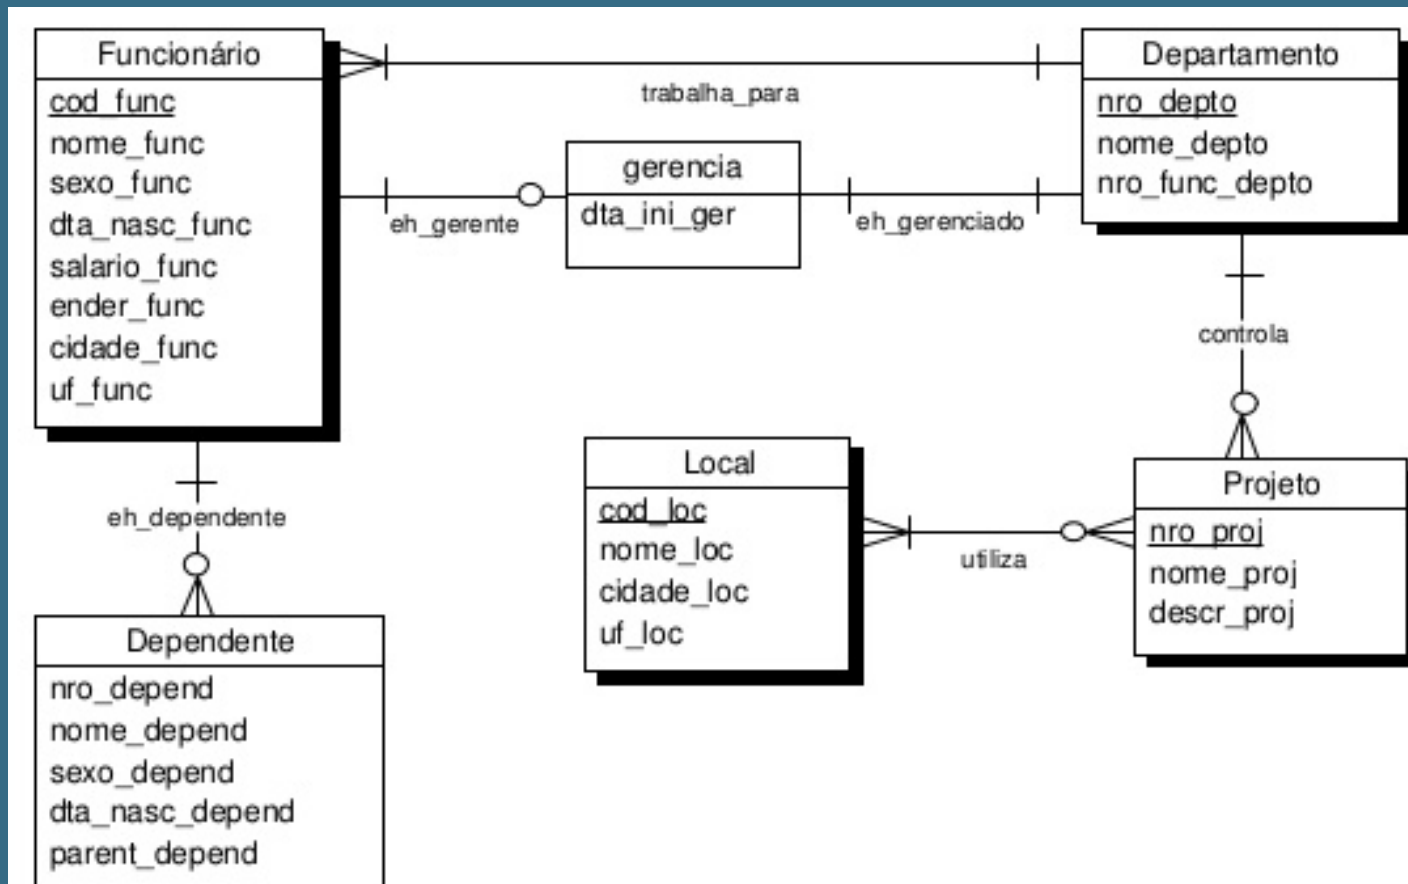 Funcionário
cod_func
nome_func
sexo_func
dta_nasc_func
salario_func
ender_func
cidade_func
uf_func
trabalha_para
Departamento
nro_depto
nome_depto
nro_func_depto
gerencia
dta_ini_ger
eh_gerente
eh_gerenciado
controla
eh_dependente
Local
cod_loc
nome_loc
cidade_loc
uf_loc
utiliza
Projeto
nro_proj
nome_proj
descr_proj
Dependente
nro_depend
nome_depend
sexo_depend
dta_nasc_depend
parent_depend